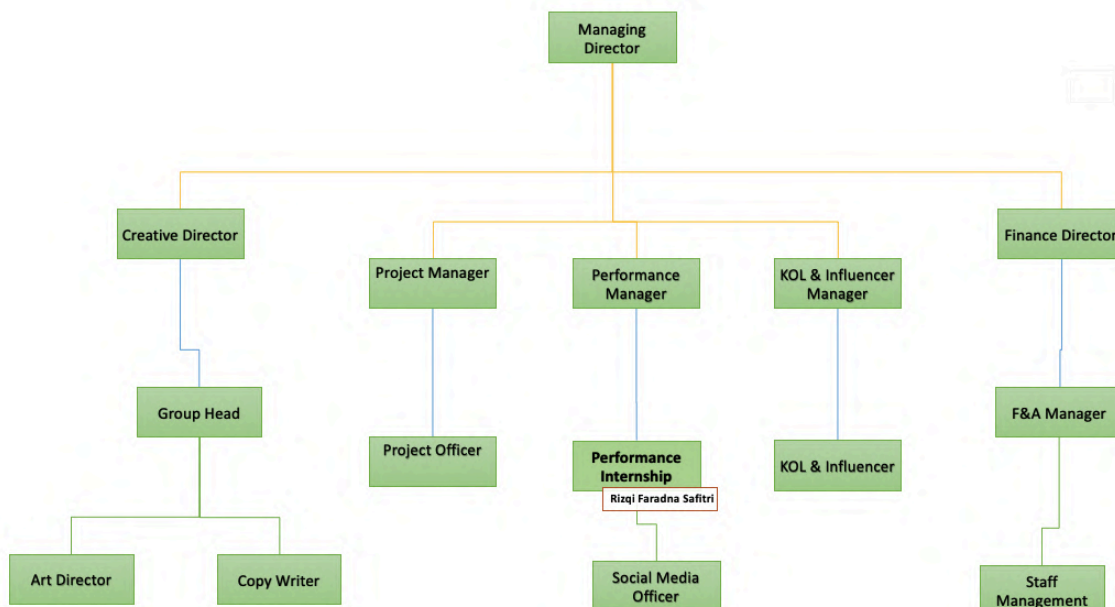 Managing
Director
Creative Director
Finance Director
Project Manager
Performance
Manager
KOL & Influencer
Manager
Group Head
F&A Manager
Project Officer
Performance
Internship
KOL & Influencer
Rizqi Faradna Safitri
Art Director
Copy Writer
Social Media
Officer
Staff
Management